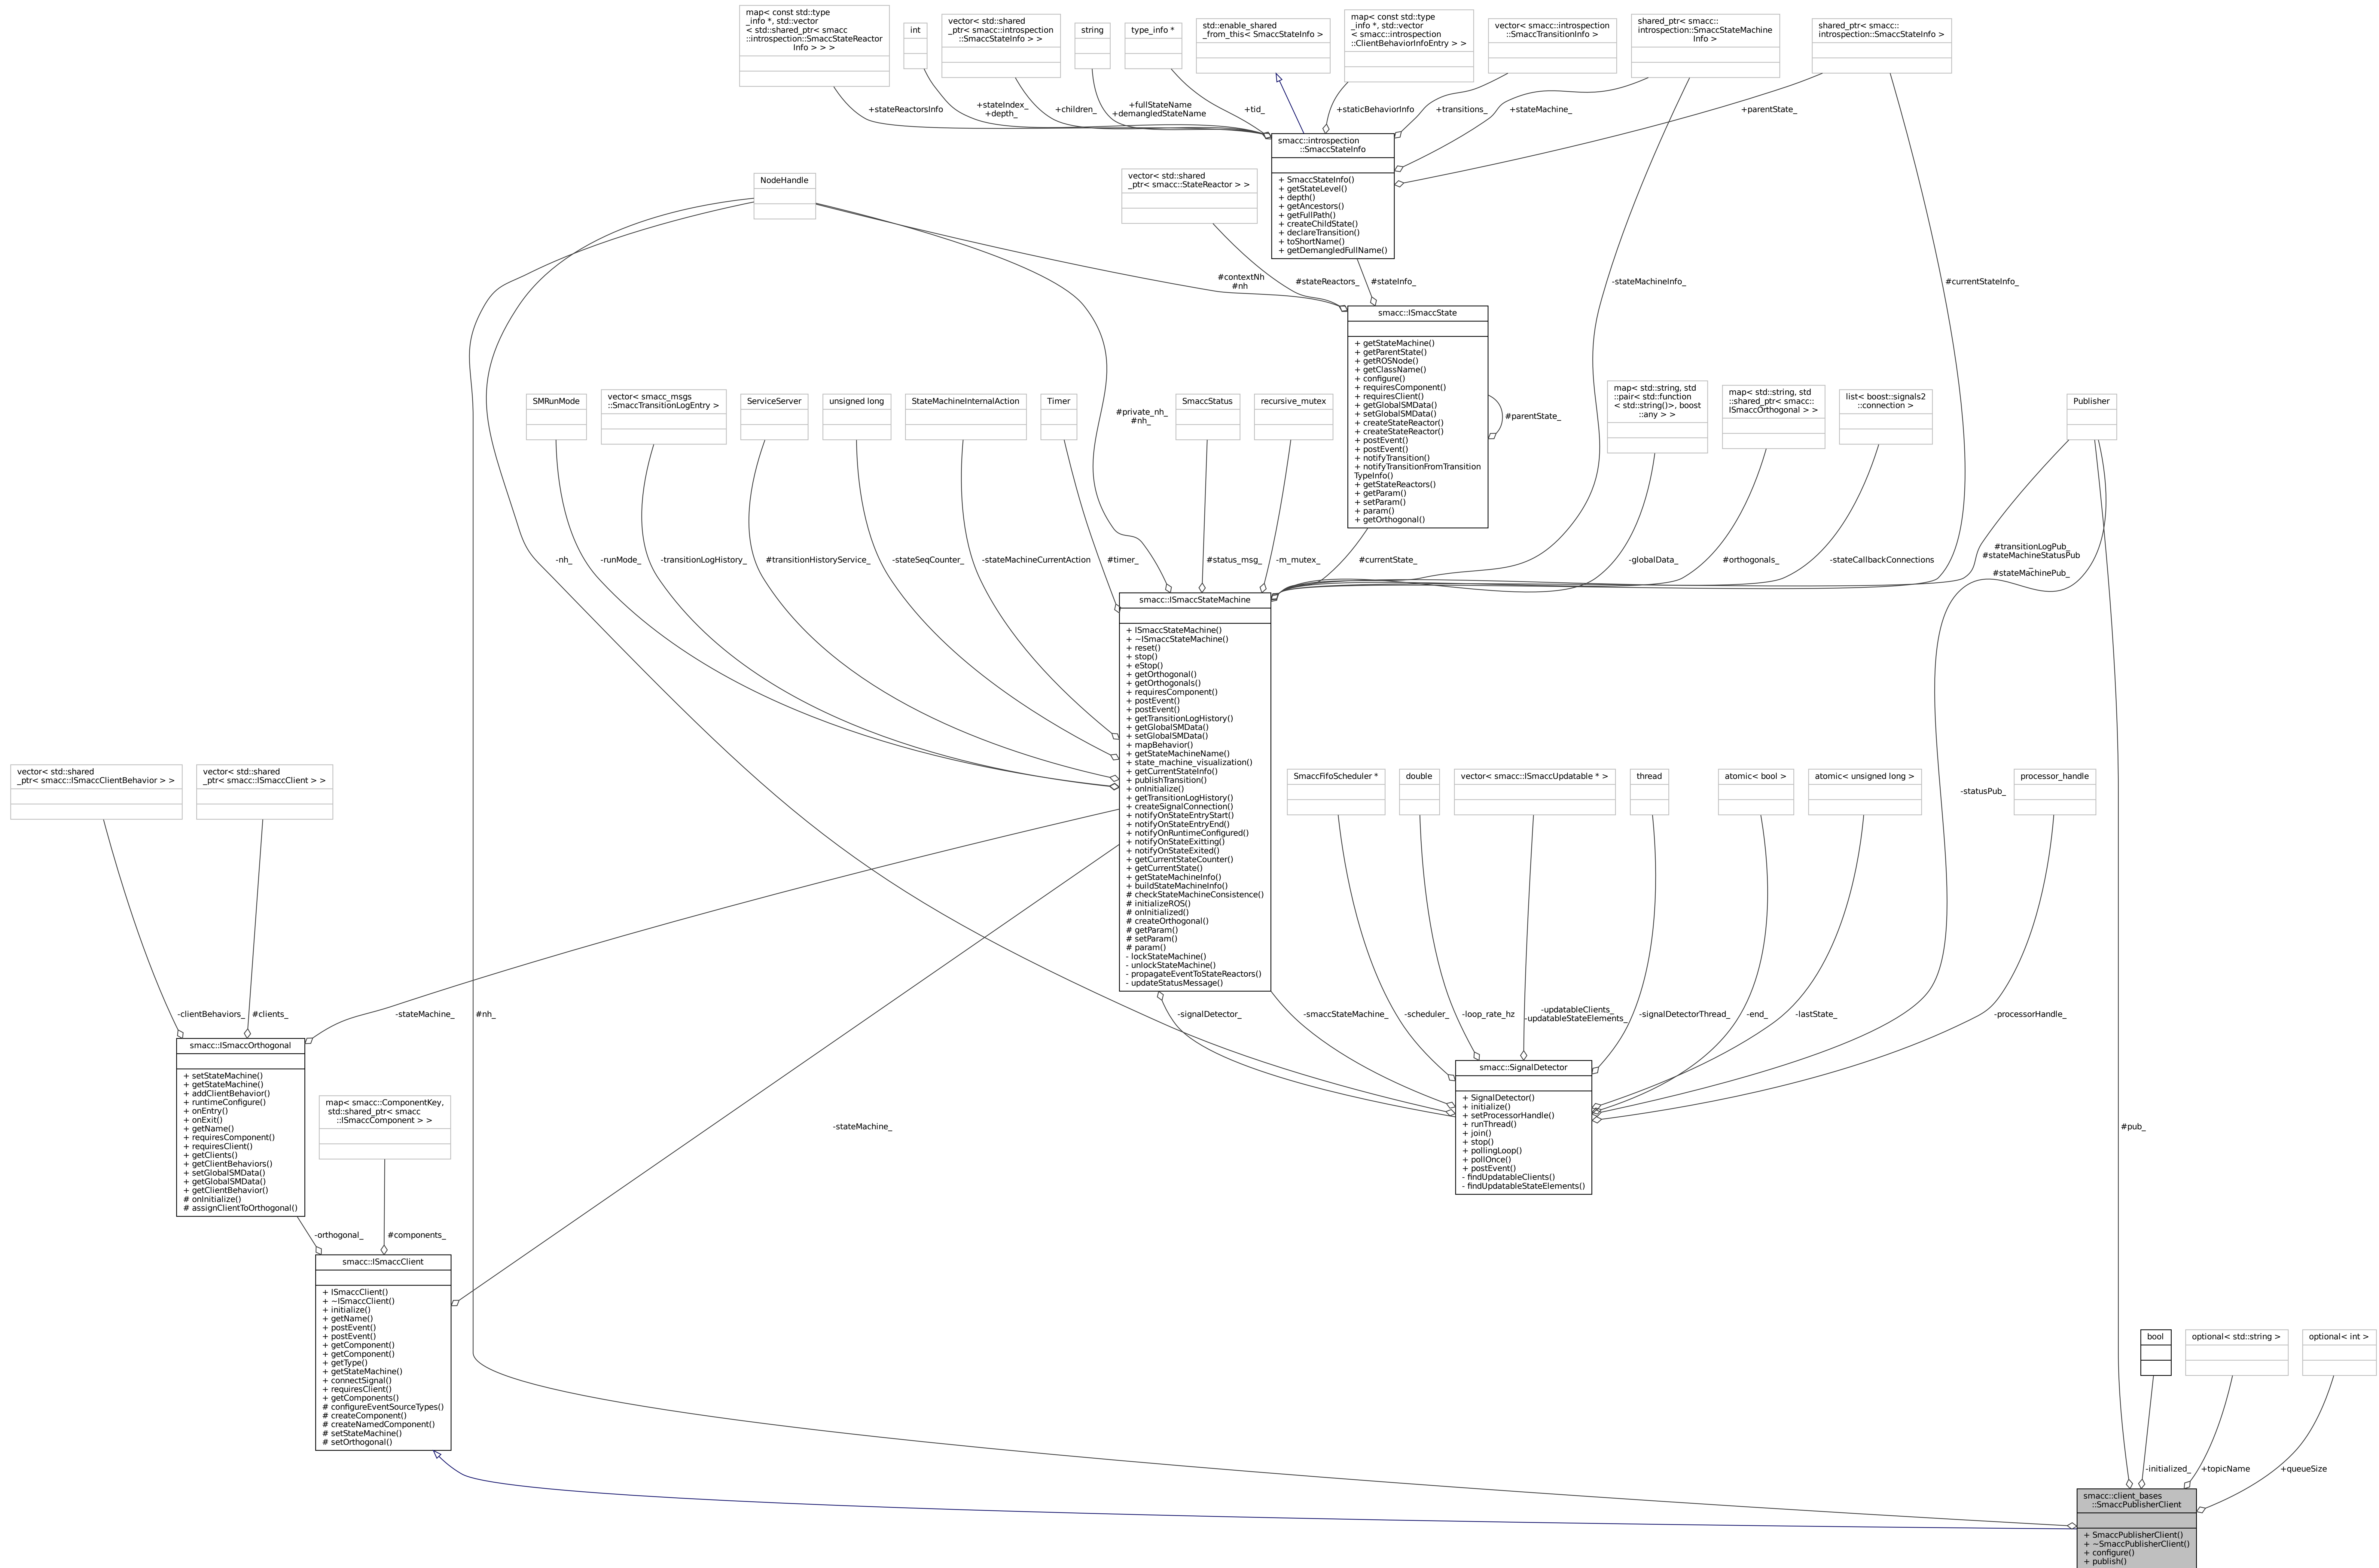 map< const std::type
_info *, std::vector
< std::shared_ptr< smacc
::introspection::SmaccStateReactor
Info > > >
int
vector< std::shared
_ptr< smacc::introspection
::SmaccStateInfo > >
string
type_info *
std::enable_shared
_from_this< SmaccStateInfo >
map< const std::type
_info *, std::vector
< smacc::introspection
::ClientBehaviorInfoEntry > >
vector< smacc::introspection
::SmaccTransitionInfo >
shared_ptr< smacc::
introspection::SmaccStateMachine
Info >
shared_ptr< smacc::
introspection::SmaccStateInfo >
+stateReactorsInfo
+stateIndex_
+depth_
+children_
+fullStateName
+demangledStateName
+tid_
+staticBehaviorInfo
+transitions_
+stateMachine_
+parentState_
smacc::introspection
::SmaccStateInfo
+ SmaccStateInfo()
+ getStateLevel()
+ depth()
+ getAncestors()
+ getFullPath()
+ createChildState()
+ declareTransition()
+ toShortName()
+ getDemangledFullName()
NodeHandle
vector< std::shared
_ptr< smacc::StateReactor > >
#contextNh
#nh
#stateReactors_
#stateInfo_
-stateMachineInfo_
#currentStateInfo_
smacc::ISmaccState
+ getStateMachine()
+ getParentState()
+ getROSNode()
+ getClassName()
+ configure()
+ requiresComponent()
+ requiresClient()
+ getGlobalSMData()
+ setGlobalSMData()
+ createStateReactor()
+ createStateReactor()
+ postEvent()
+ postEvent()
+ notifyTransition()
+ notifyTransitionFromTransition
TypeInfo()
+ getStateReactors()
+ getParam()
+ setParam()
+ param()
+ getOrthogonal()
#parentState_
SMRunMode
vector< smacc_msgs
::SmaccTransitionLogEntry >
ServiceServer
unsigned long
StateMachineInternalAction
Timer
#private_nh_
#nh_
SmaccStatus
recursive_mutex
map< std::string, std
::pair< std::function
< std::string()>, boost
::any > >
map< std::string, std
::shared_ptr< smacc::
ISmaccOrthogonal > >
list< boost::signals2
::connection >
Publisher
-nh_
-runMode_
-transitionLogHistory_
#transitionHistoryService_
-stateSeqCounter_
-stateMachineCurrentAction
#timer_
#status_msg_
-m_mutex_
#currentState_
-globalData_
#orthogonals_
-stateCallbackConnections
#transitionLogPub_
#stateMachineStatusPub
_
#stateMachinePub_
smacc::ISmaccStateMachine
+ ISmaccStateMachine()
+ ~ISmaccStateMachine()
+ reset()
+ stop()
+ eStop()
+ getOrthogonal()
+ getOrthogonals()
+ requiresComponent()
+ postEvent()
+ postEvent()
+ getTransitionLogHistory()
+ getGlobalSMData()
+ setGlobalSMData()
+ mapBehavior()
+ getStateMachineName()
+ state_machine_visualization()
+ getCurrentStateInfo()
+ publishTransition()
+ onInitialize()
+ getTransitionLogHistory()
+ createSignalConnection()
+ notifyOnStateEntryStart()
+ notifyOnStateEntryEnd()
+ notifyOnRuntimeConfigured()
+ notifyOnStateExitting()
+ notifyOnStateExited()
+ getCurrentStateCounter()
+ getCurrentState()
+ getStateMachineInfo()
+ buildStateMachineInfo()
# checkStateMachineConsistence()
# initializeROS()
# onInitialized()
# createOrthogonal()
# getParam()
# setParam()
# param()
- lockStateMachine()
- unlockStateMachine()
- propagateEventToStateReactors()
- updateStatusMessage()
vector< std::shared
_ptr< smacc::ISmaccClientBehavior > >
vector< std::shared
_ptr< smacc::ISmaccClient > >
SmaccFifoScheduler *
double
vector< smacc::ISmaccUpdatable * >
thread
atomic< bool >
atomic< unsigned long >
processor_handle
-statusPub_
-clientBehaviors_
#clients_
-stateMachine_
#nh_
-signalDetector_
-smaccStateMachine_
-scheduler_
-loop_rate_hz
-updatableClients_
-updatableStateElements_
-signalDetectorThread_
-end_
-lastState_
-processorHandle_
smacc::ISmaccOrthogonal
+ setStateMachine()
+ getStateMachine()
+ addClientBehavior()
+ runtimeConfigure()
+ onEntry()
+ onExit()
+ getName()
+ requiresComponent()
+ requiresClient()
+ getClients()
+ getClientBehaviors()
+ setGlobalSMData()
+ getGlobalSMData()
+ getClientBehavior()
# onInitialize()
# assignClientToOrthogonal()
map< smacc::ComponentKey,
std::shared_ptr< smacc
::ISmaccComponent > >
-stateMachine_
smacc::SignalDetector
+ SignalDetector()
+ initialize()
+ setProcessorHandle()
+ runThread()
+ join()
+ stop()
+ pollingLoop()
+ pollOnce()
+ postEvent()
- findUpdatableClients()
- findUpdatableStateElements()
#pub_
-orthogonal_
#components_
smacc::ISmaccClient
+ ISmaccClient()
+ ~ISmaccClient()
+ initialize()
+ getName()
+ postEvent()
+ postEvent()
+ getComponent()
+ getComponent()
+ getType()
+ getStateMachine()
+ connectSignal()
+ requiresClient()
+ getComponents()
# configureEventSourceTypes()
# createComponent()
# createNamedComponent()
# setStateMachine()
# setOrthogonal()
bool
optional< std::string >
optional< int >
-initialized_
+topicName
+queueSize
smacc::client_bases
::SmaccPublisherClient
+ SmaccPublisherClient()
+ ~SmaccPublisherClient()
+ configure()
+ publish()